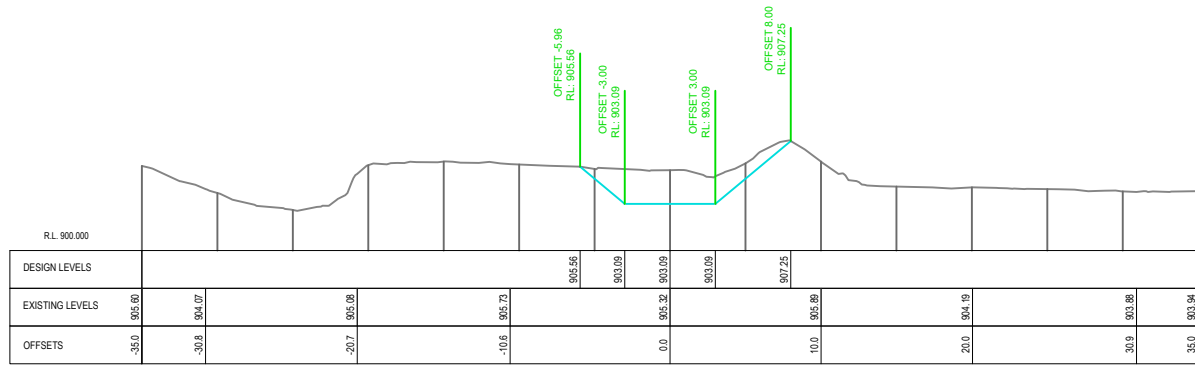 OFFSET -5.96
RL: 905.56
OFFSET -3.00
RL: 903.09
OFFSET 3.00
RL: 903.09
OFFSET 8.00
RL: 907.25
R.L. 900.000
DESIGN LEVELS 905.56 903.09 903.09 903.09 907.25
EXISTING LEVELS 905.60 904.07 905.08 905.73 905.32 905.89 904.19 903.88 903.94
OFFSETS -35.0 -30.8 -20.7 -10.6 0.0 10.0 20.0 30.9 35.0